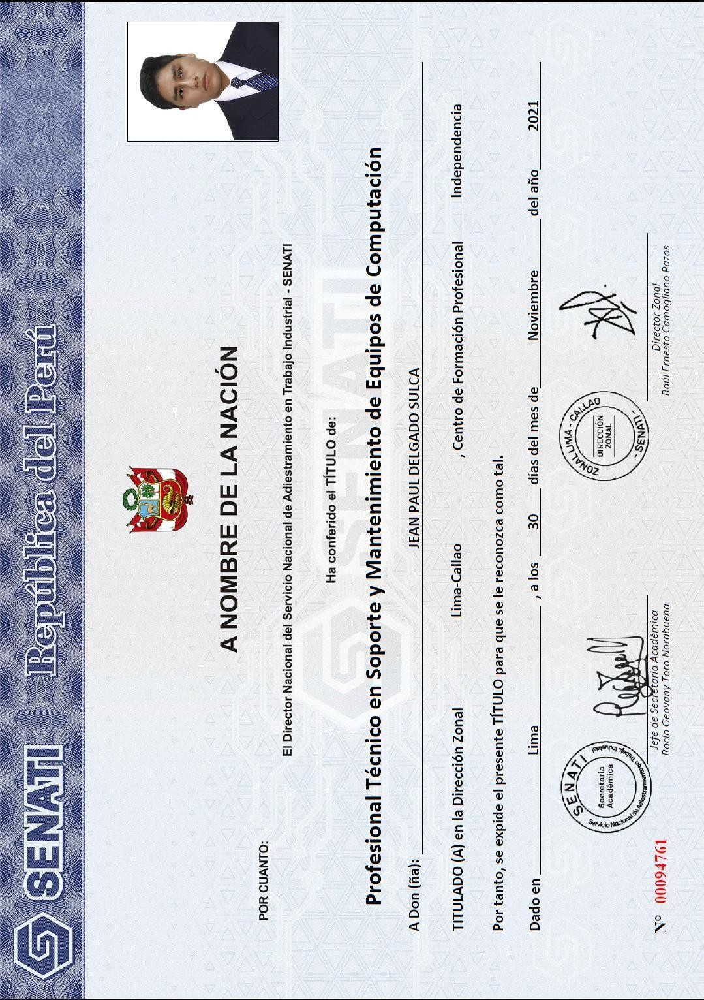 SENATI República del Perú
A NOMBRE DE LA NACIÓN
POR CUANTO:
El Director Nacional del Servicio Nacional de Adiestramiento en Trabajo Industrial - SENATI
Ha conferido el TÍTULO de:
SENATI
Profesional Técnico en Soporte y Mantenimiento de Equipos de Computación
A Don (ña): JEAN PAUL DELGADO SULCA
TITULADO (A) en la Dirección Zonal Lima-Callao , Centro de Formación Profesional Independencia
Por tanto, se expide el presente TÍTULO para que se le reconozca como tal.
Dado en Lima , a los 30 días del mes de Noviembre del año 2021
SENATI
Secretaría
Académica
Servicio Nacional de Adiestramiento en Trabajo Industrial
ZONAL LIMA - CALLAO
DIRECCIÓN
ZONAL
- SENATI -
Jefe de Secretaría Académica
Rocío Geovany Toro Norabuena
Director Zonal
Raúl Ernesto Camogliano Pazos
N° 00094761